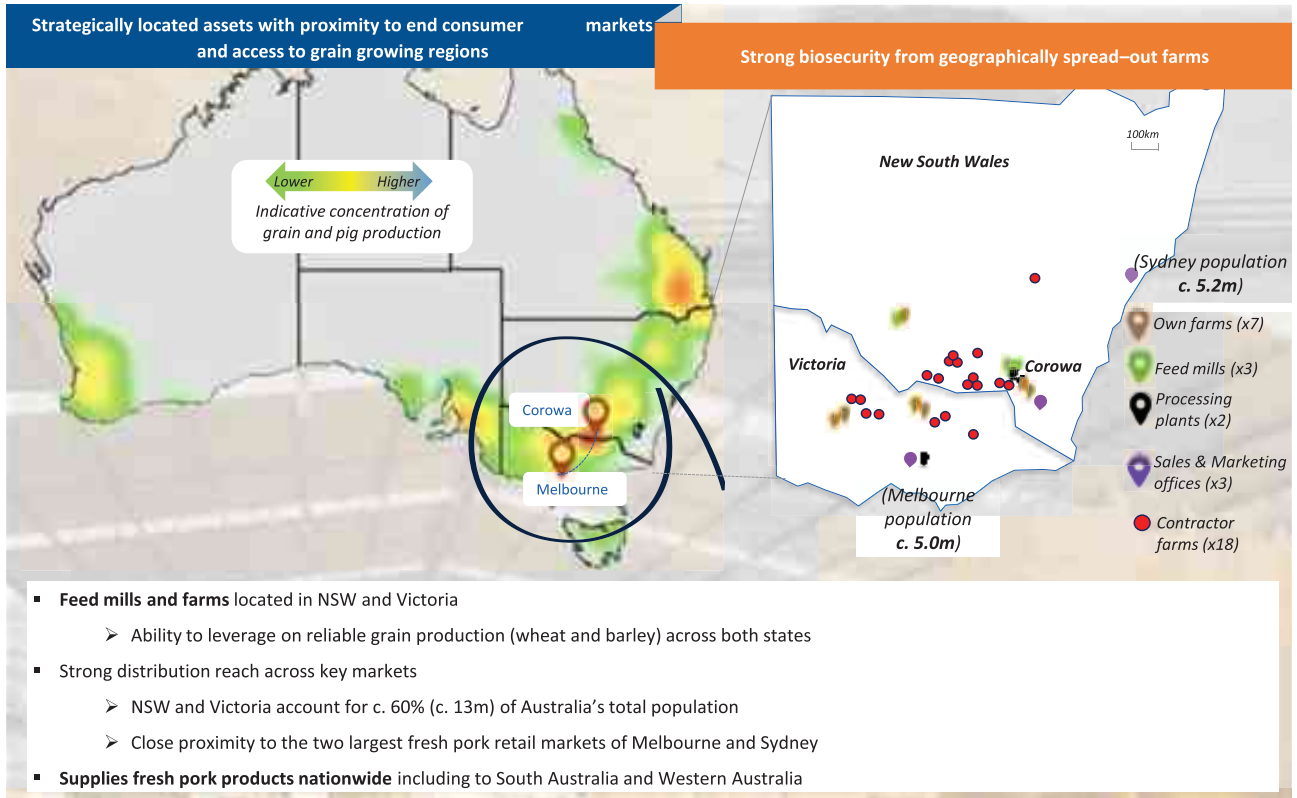 Strategically located assets with proximity to end consumer markets
and access to grain growing regions
Strong biosecurity from geographically spread–out farms
Lower Higher
Indicative concentration of
grain and pig production
Corowa
Melbourne
100km
New South Wales
Victoria
Corowa
(Sydney population
c. 5.2m)
Own farms (x7)
Feed mills (x3)
Processing
plants (x2)
Sales & Marketing
offices (x3)
Contractor
farms (x18)
(Melbourne
population
c. 5.0m)
▪ Feed mills and farms located in NSW and Victoria
➢ Ability to leverage on reliable grain production (wheat and barley) across both states
▪ Strong distribution reach across key markets
➢ NSW and Victoria account for c. 60% (c. 13m) of Australia’s total population
➢ Close proximity to the two largest fresh pork retail markets of Melbourne and Sydney
▪ Supplies fresh pork products nationwide including to South Australia and Western Australia